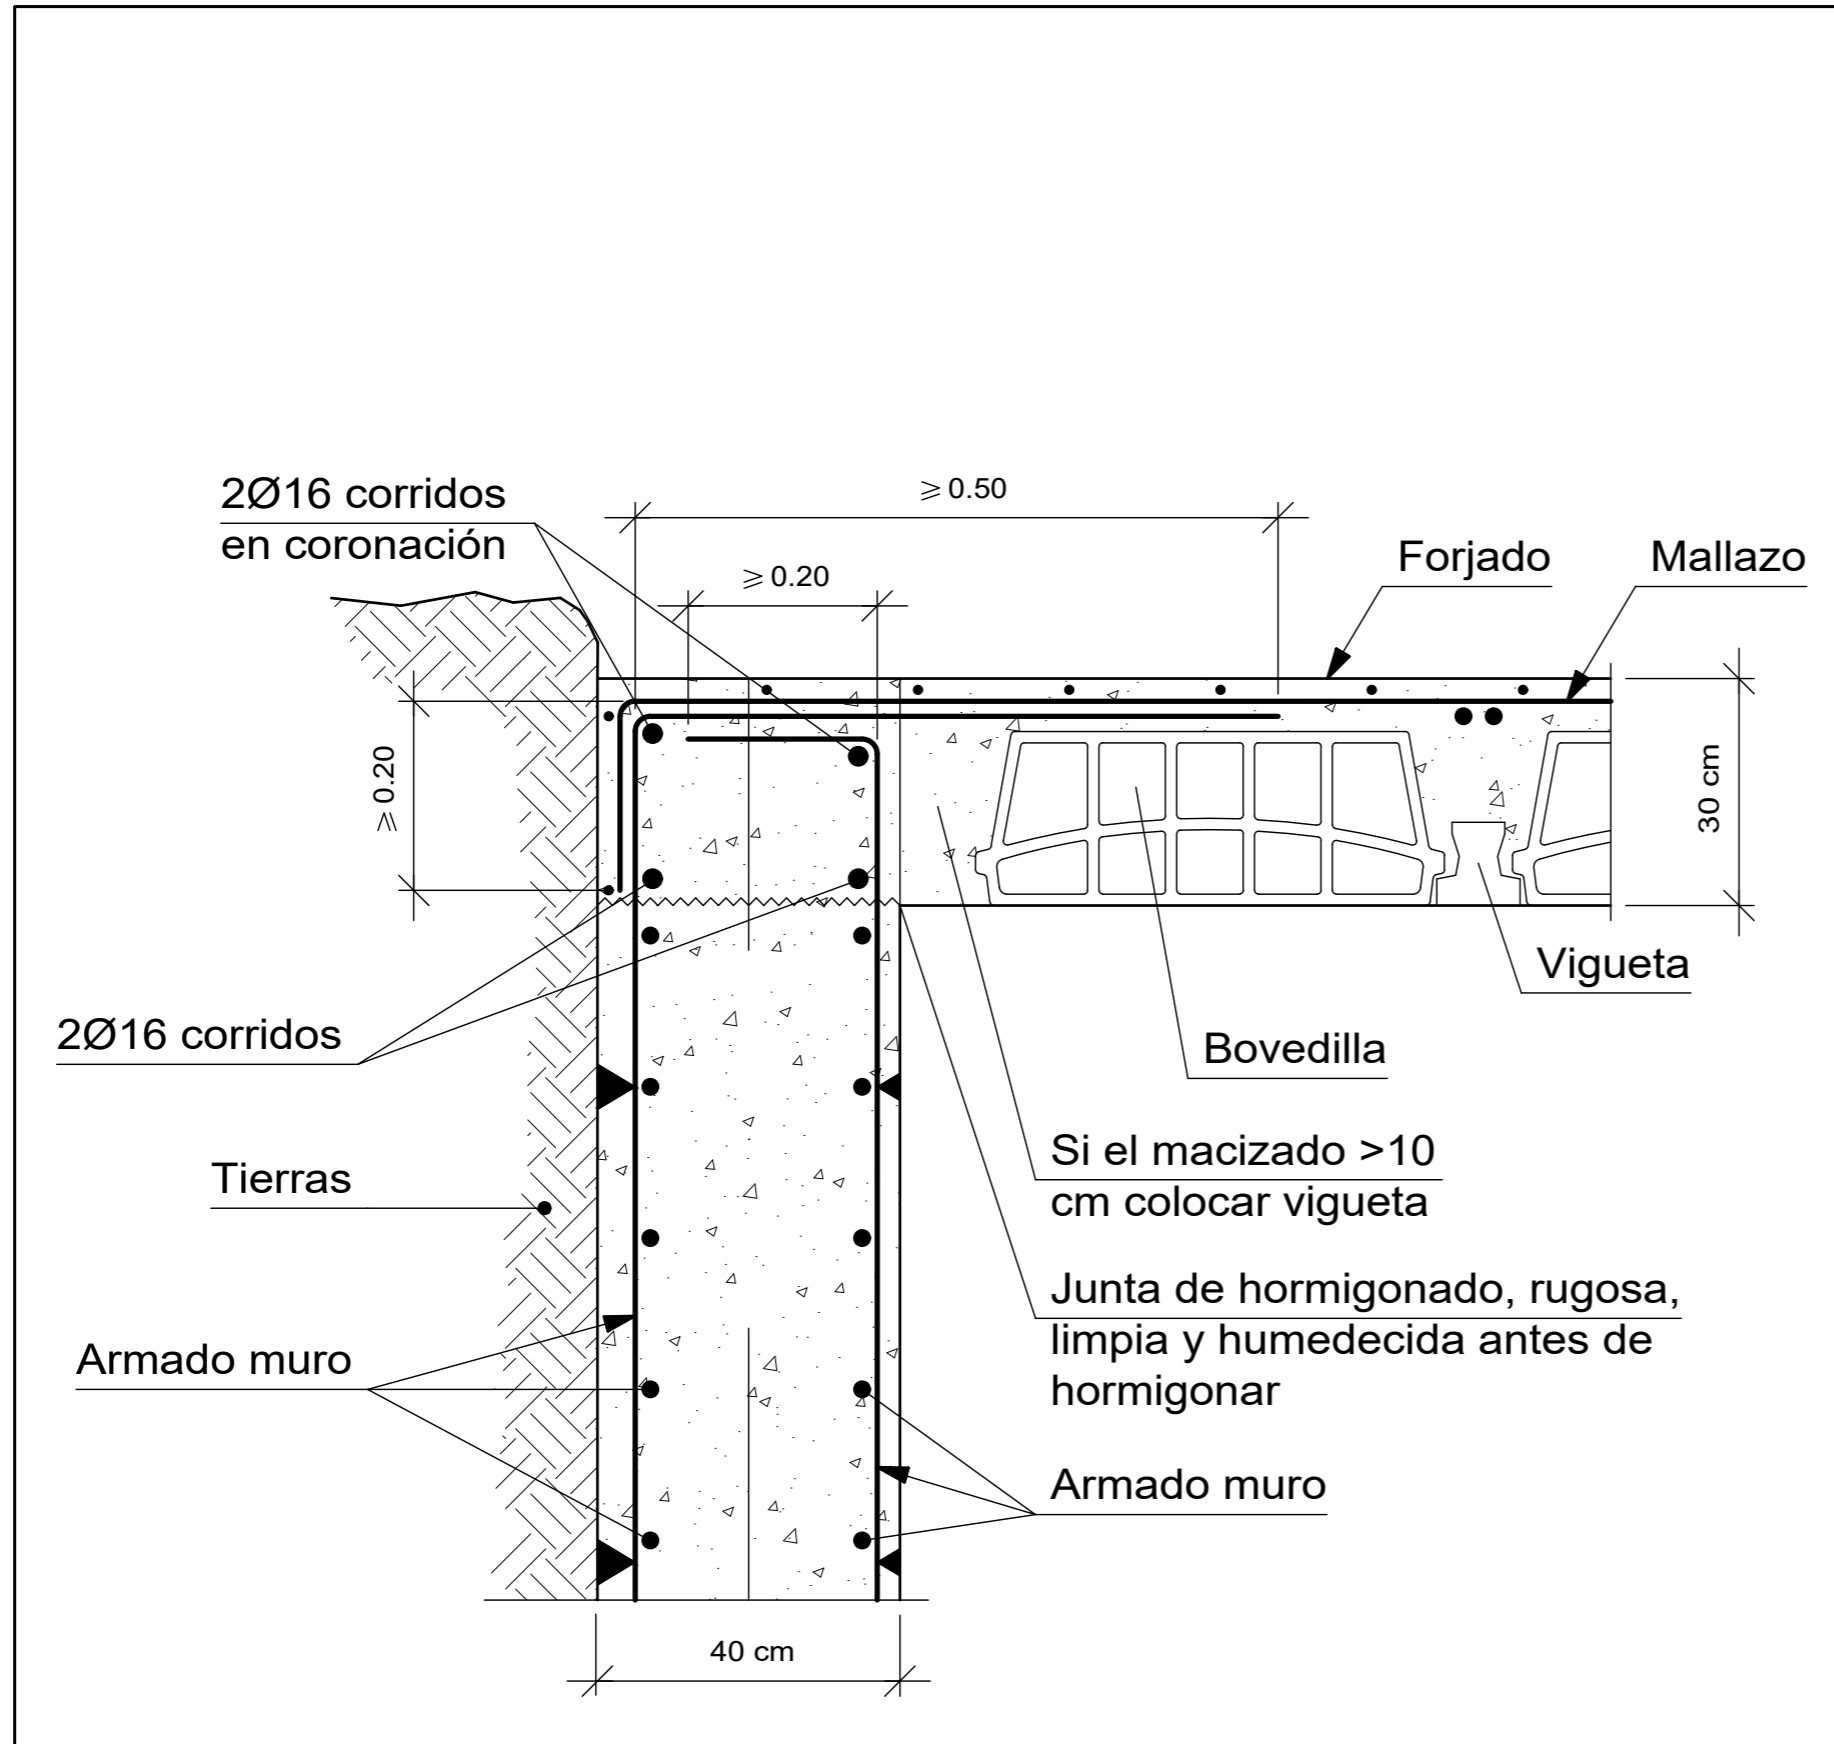 2Ø16 corridos
en coronación
≥ 0.50
≥ 0.20
Forjado
Mallazo
≥ 0.20
30 cm
Vigueta
2Ø16 corridos
Bovedilla
Si el macizado >10
cm colocar vigueta
Tierras
Junta de hormigonado, rugosa,
limpia y humedecida antes de
hormigonar
Armado muro
Armado muro
40 cm